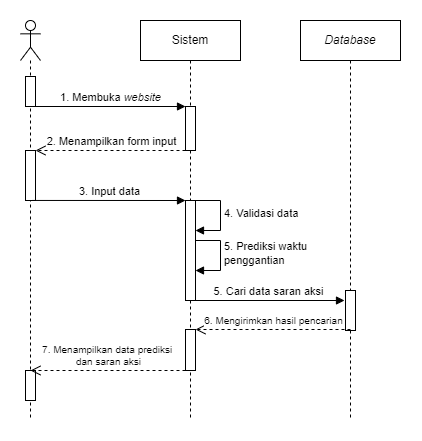 Sistem
Database
1. Membuka website
2. Menampilkan form input
3. Input data
4. Validasi data
5. Prediksi waktu
penggantian
5. Cari data saran aksi
6. Mengirimkan hasil pencarian
7. Menampilkan data prediksi
dan saran aksi